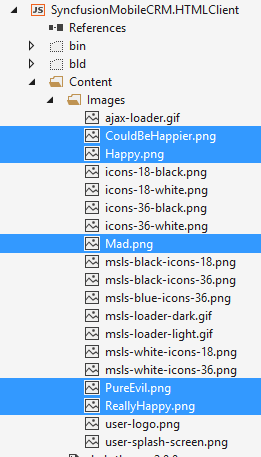 JS SyncfusionMobileCRM.HTMLClient
References
bin
bld
Content
Images
ajax-loader.gif
CouldBeHappier.png
Happy.png
icons-18-black.png
icons-18-white.png
icons-36-black.png
icons-36-white.png
Mad.png
msls-black-icons-18.png
msls-black-icons-36.png
msls-blue-icons-36.png
msls-loader-dark.gif
msls-loader-light.gif
msls-white-icons-18.png
msls-white-icons-36.png
PureEvil.png
ReallyHappy.png
user-logo.png
user-splash-screen.png